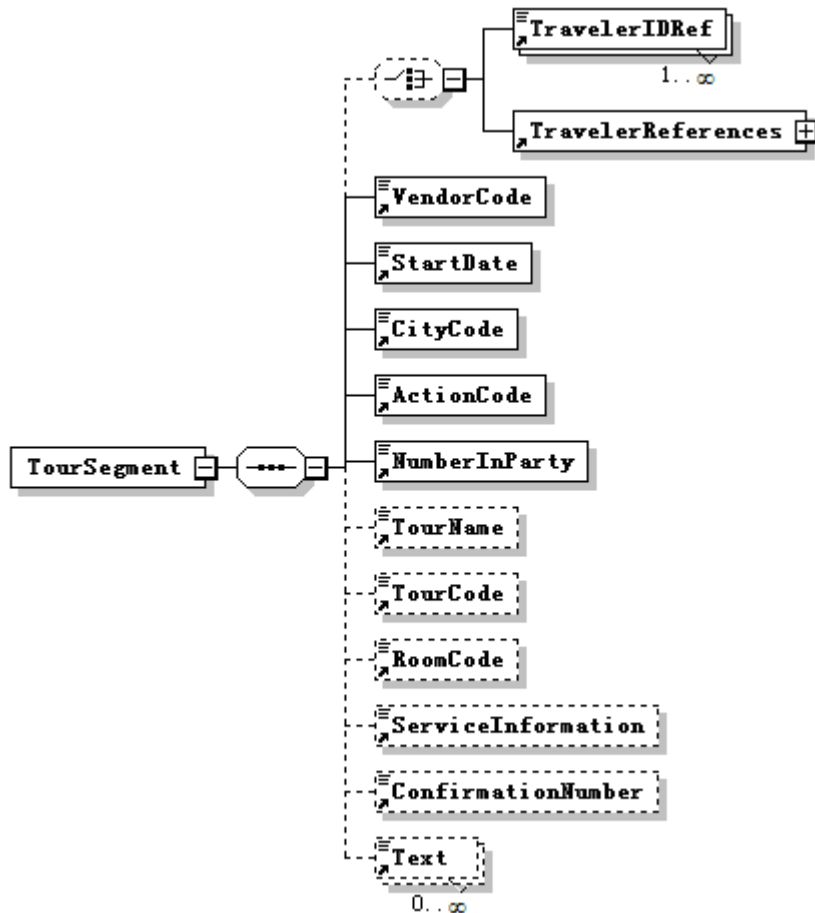 TravelerIDRef
1..∞
TravelerReferences
VendorCode
StartDate
CityCode
ActionCode
TourSegment
NumberInParty
TourName
TourCode
RoomCode
ServiceInformation
ConfirmationNumber
Text
0..∞